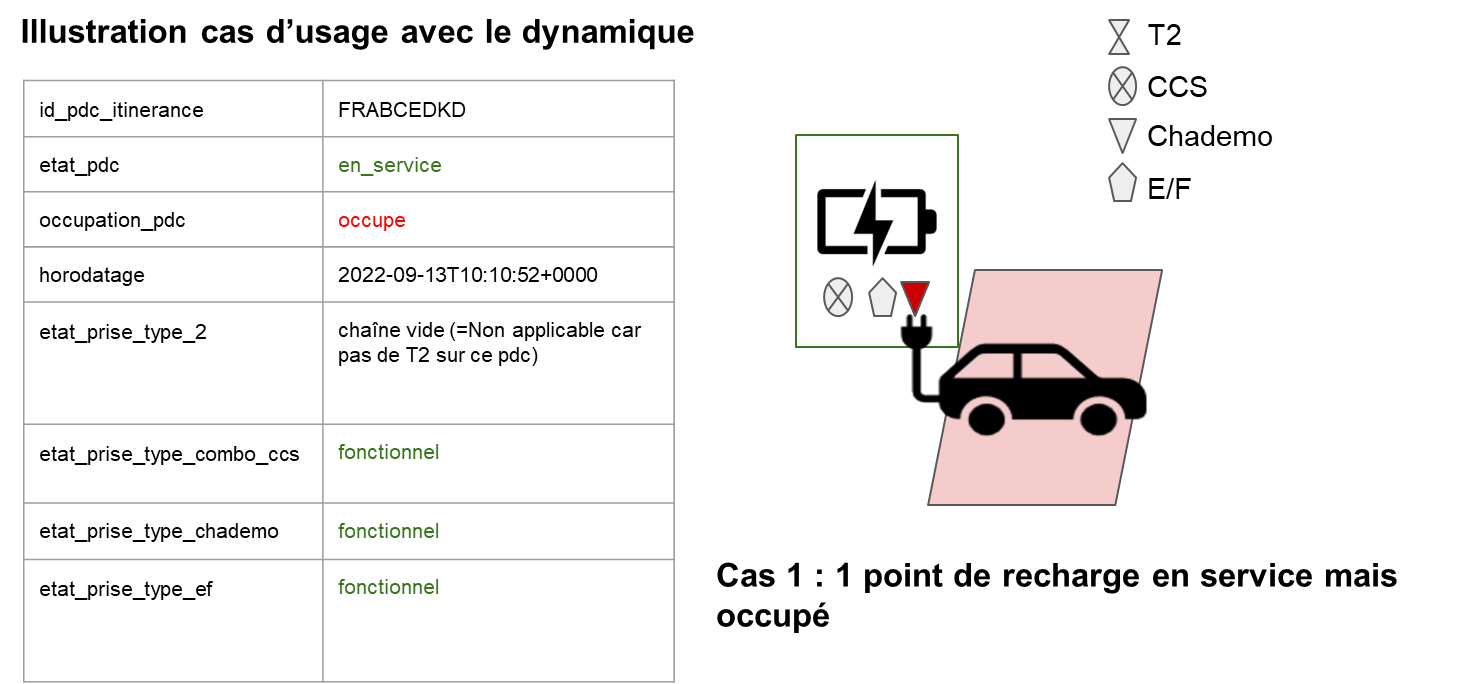 Illustration cas d’usage avec le dynamique
id_pdc_itinerance
FRABCEDKD
etat_pdc
en_service
occupation_pdc
occupe
horodatage
2022-09-13T10:10:52+0000
etat_prise_type_2
chaîne vide (=Non applicable car
pas de T2 sur ce pdc)
etat_prise_type_combo_ccs
fonctionnel
etat_prise_type_chademo
fonctionnel
etat_prise_type_ef
fonctionnel
T2
CCS
Chademo
E/F
Cas 1 : 1 point de recharge en service mais
occupé